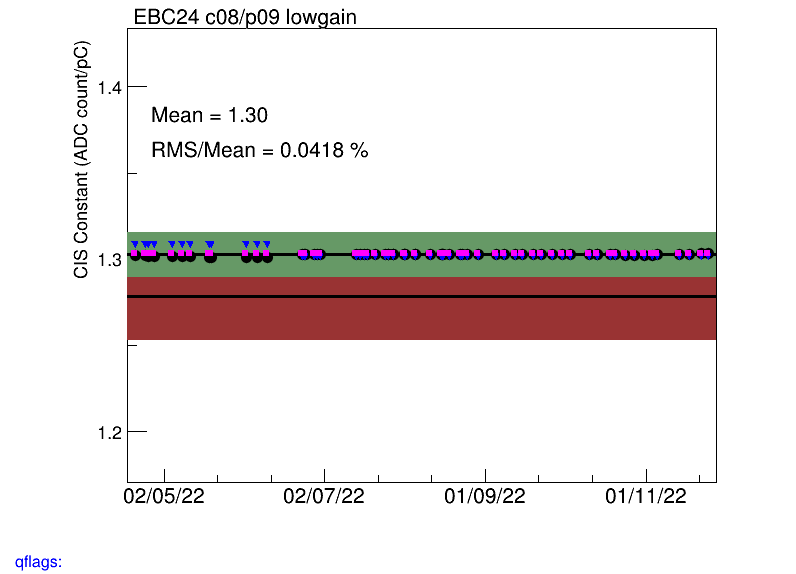 EBC24 c08/p09 lowgain
CIS Constant (ADC count/pC)
1.4
Mean = 1.30
RMS/Mean = 0.0418 %
1.3
1.2
02/05/22 02/07/22 01/09/22 01/11/22
qflags: